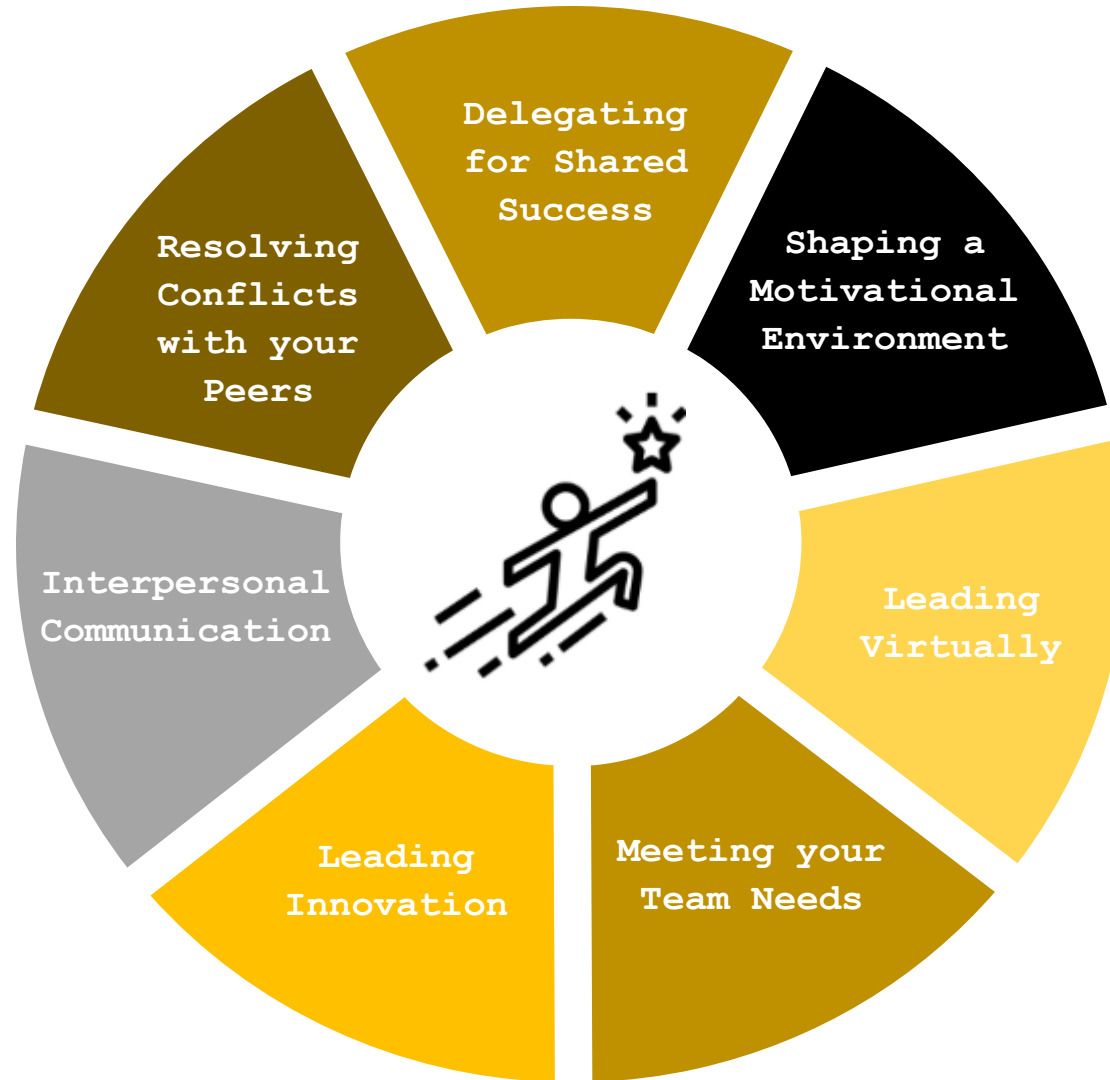 Delegating
for Shared
Success
Shaping a
Motivational
Environment
Leading
Virtually
Meeting your
Team Needs
Leading
Innovation
Interpersonal
Communication
Resolving
Conflicts
with your
Peers